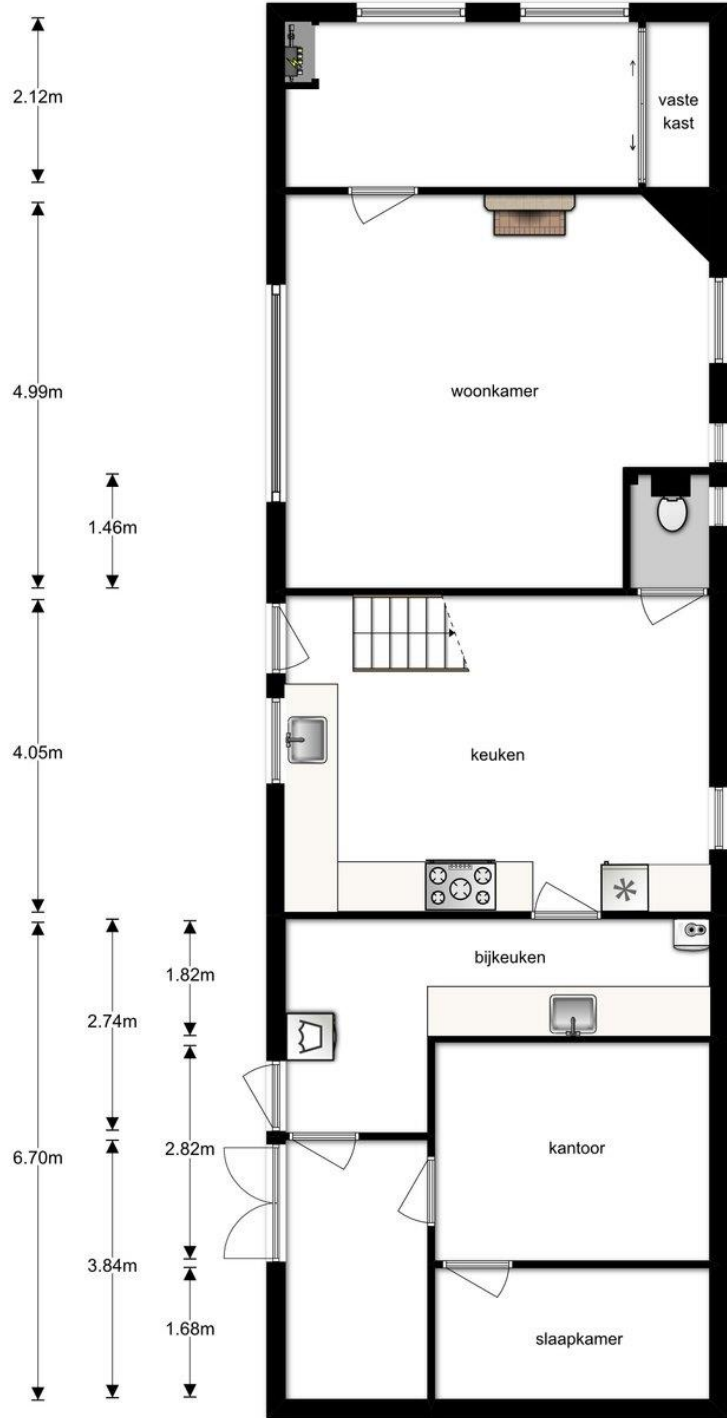 2.12m
vaste
kast
4.99m
woonkamer
1.46m
4.05m
keuken
bijkeuken
1.82m
2.74m
6.70m
2.82m
kantoor
3.84m
1.68m
slaapkamer